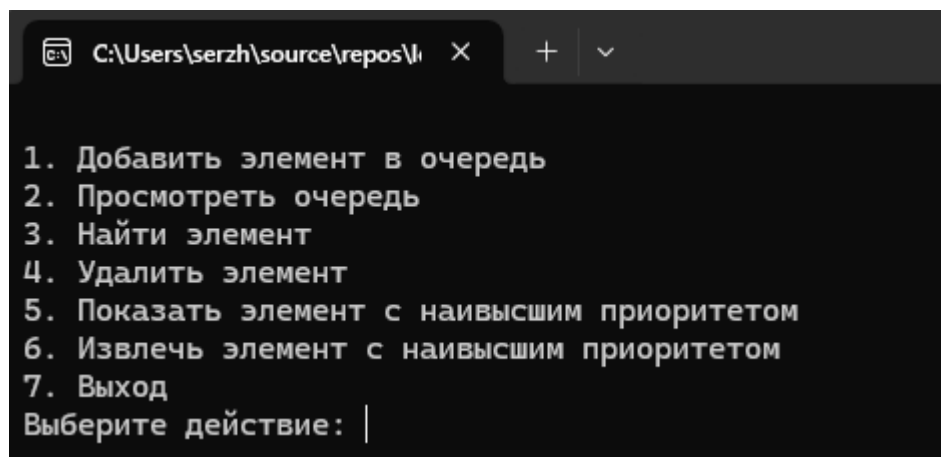 C:\Users\serzh\source\repos\l
1. Добавить элемент в очередь
2. Просмотреть очередь
3. Найти элемент
4. Удалить элемент
5. Показать элемент с наивысшим приоритетом
6. Извлечь элемент с наивысшим приоритетом
7. Выход
Выберите действие: